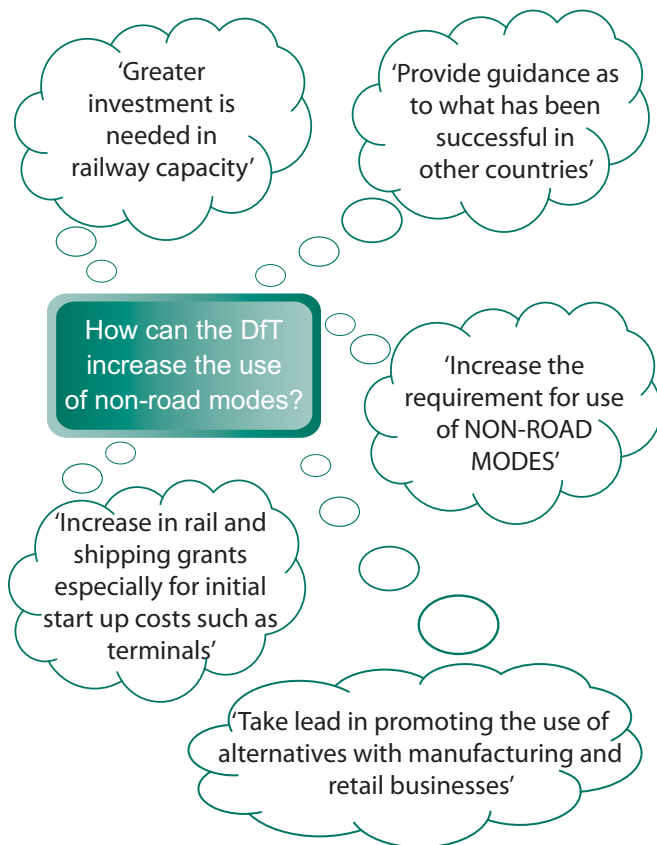 ‘Greater
investment is
needed in
railway capacity’
‘Provide guidance as
to what has been
successful in
other countries’
How can the DfT
increase the use
of non-road modes?
‘Increase the
requirement for use
of NON-ROAD
MODES’
‘Increase in rail and
shipping grants
especially for initial
start up costs such as
terminals’
‘Take lead in promoting the use of
alternatives with manufacturing and
retail businesses’